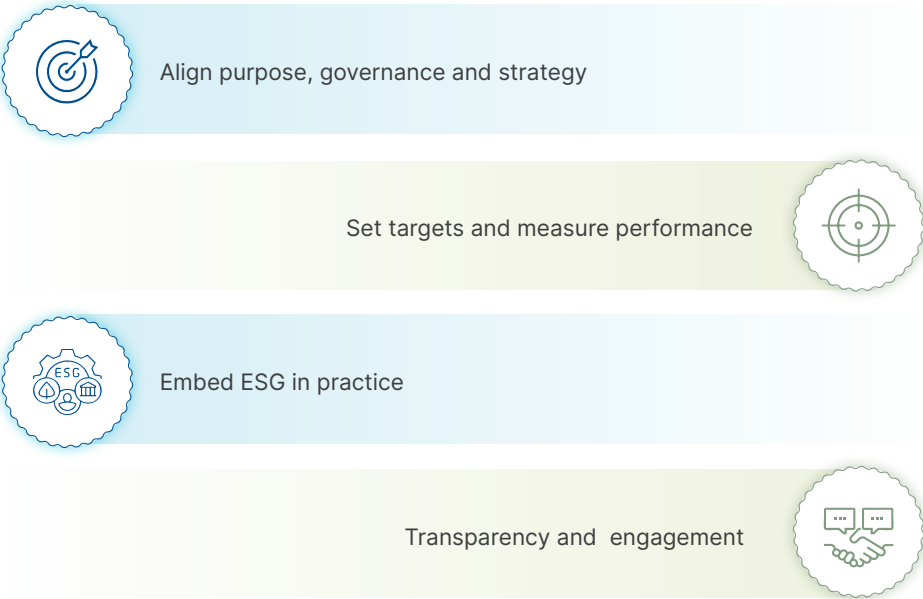 Align purpose, governance and strategy
Set targets and measure performance
ESG
Embed ESG in practice
Transparency and  engagement